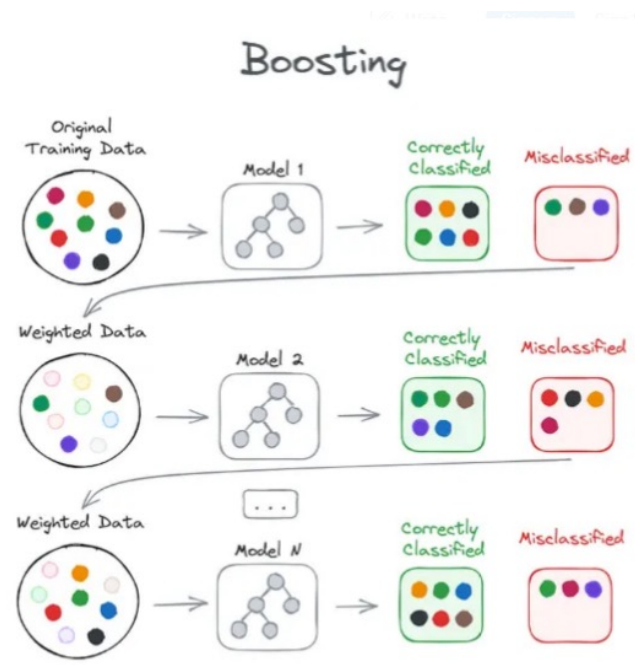 Boosting
Original
Training Data
Model 1
Correctly
Classified
Misclassified
Weighted Data
Model 2
Correctly
Classified
Misclassified
...
Weighted Data
Model N
Correctly
Classified
Misclassified